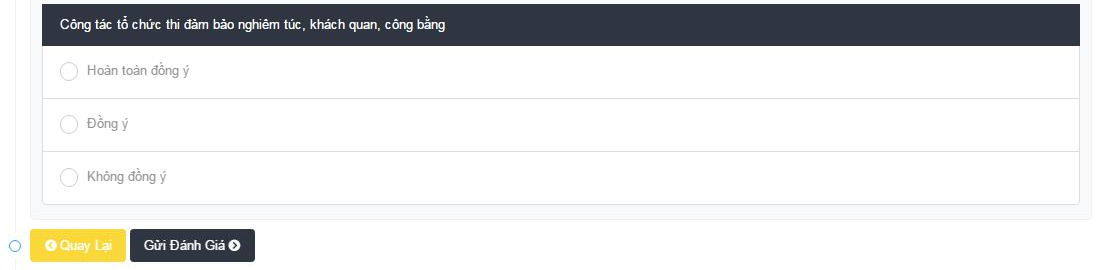 Công tác tổ chức thi đảm bảo nghiêm túc, khách quan, công bằng
Hoàn toàn đồng ý
Đồng ý
Không đồng ý
Quay Lại
Gửi Đánh Giá